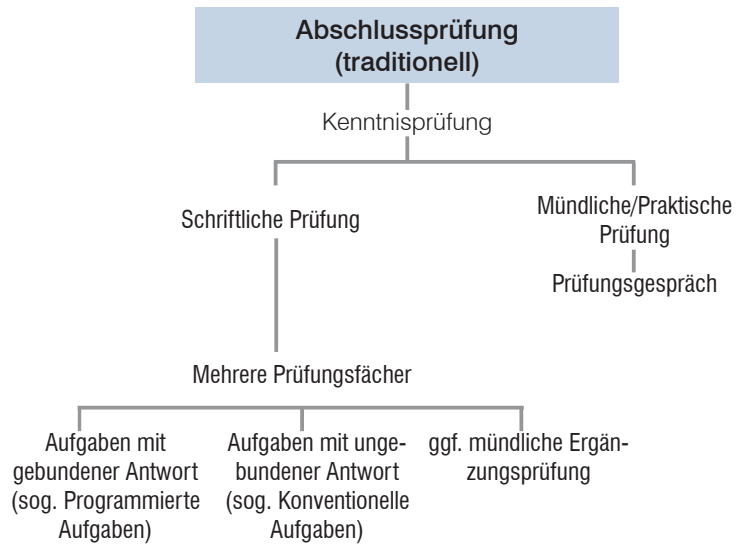 Abschlussprüfung
(traditionell)
Kenntnisprüfung
Schriftliche Prüfung
Mündliche/Praktische
Prüfung
Prüfungsgespräch
Mehrere Prüfungsfächer
Aufgaben mit
gebundener Antwort
(sog. Programmierte
Aufgaben)
Aufgaben mit unge-
bundener Antwort
(sog. Konventionelle
Aufgaben)
ggf. mündliche Ergän-
zungsprüfung